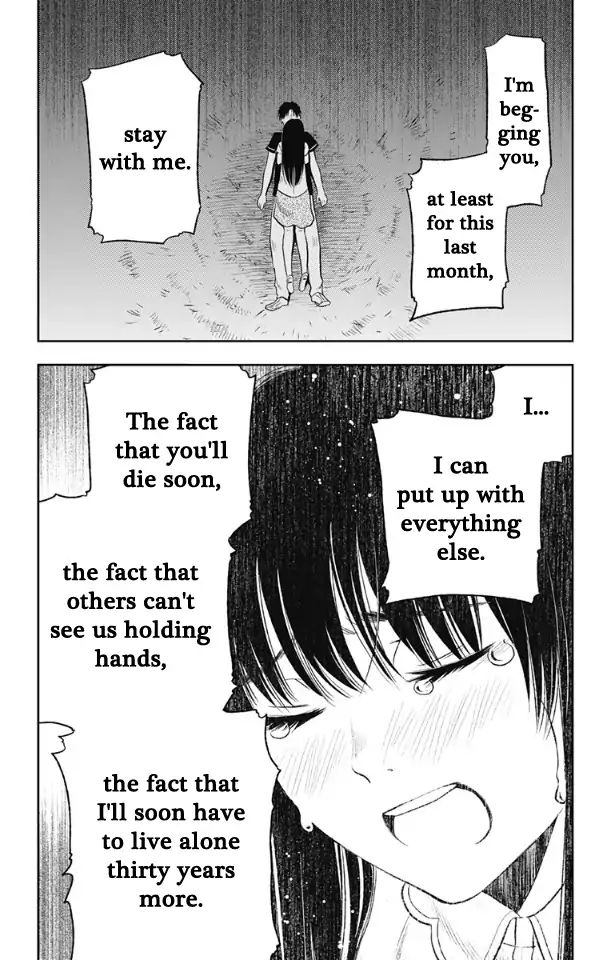 I'm
beg-
ging
you,
at least
for this
last
month,
stay
with me.
I...
I can
put up with
everything
else.
The fact
that you'll
die soon,
the fact that
others can't
see us holding
hands,
the fact that
I'll soon have
to live alone
thirty years
more.